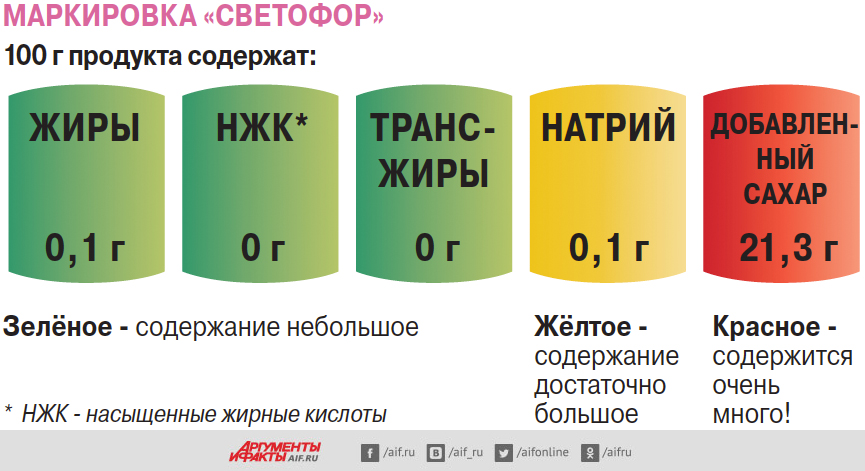 МАРКИРОВКА «СВЕТОФОР»
100 г продукта содержат:
ЖИРЫ
0,1 г
НЖК*
0 г
ТРАНС-
ЖИРЫ
0 г
НАТРИЙ
0,1 г
ДОБАВЛЕН-
НЫЙ
САХАР
21,3 г
Зелёное - содержание небольшое
Жёлтое -
содержание
достаточно
большое
Красное -
содержится
очень
много!
* НЖК - насыщенные жирные кислоты
АРГУМЕНТЫ
И ФАКТЫ AIF.RU
f /aif.ru
B /aif_ru
/aifonline
/aifru